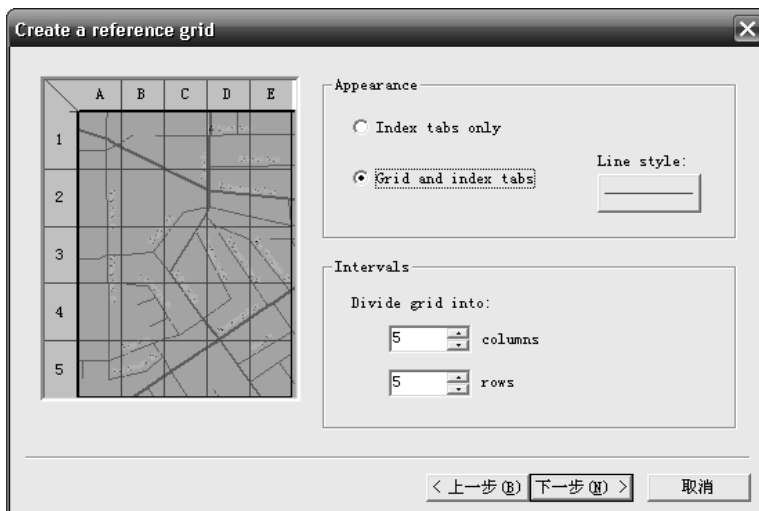 Create a reference grid
A B C D E
1
2
3
4
5
Appearance
Index tabs only
Grid and index tabs
Line style:
Intervals
Divide grid into:
5 columns
5 rows
< 上一步(B) 下一步(N) > 取消